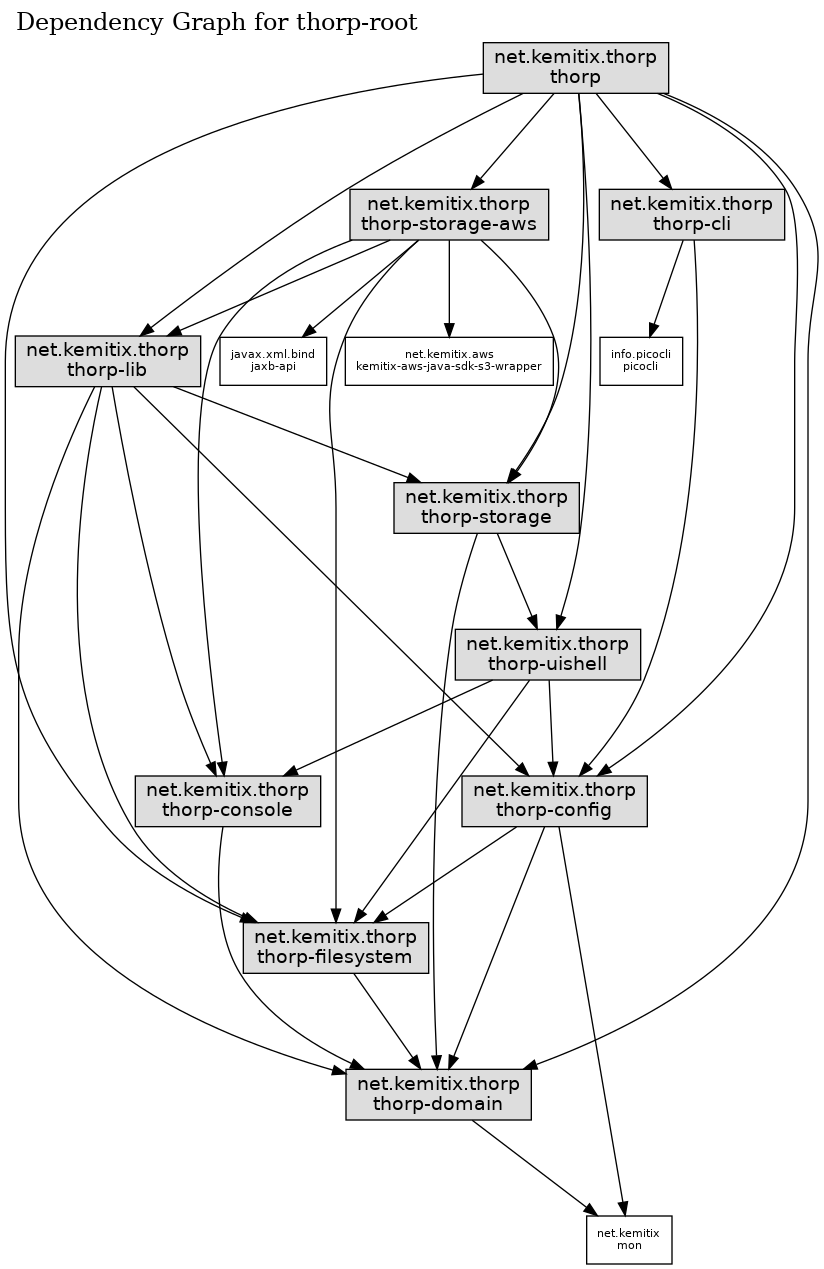 Dependency Graph for thorp-root
net.kemitix.thorp
thorp
net.kemitix.thorp
thorp-storage-aws
net.kemitix.thorp
thorp-cli
net.kemitix.thorp
thorp-lib
javax.xml.bind
jaxb-api
net.kemitix.aws
kemitix-aws-java-sdk-s3-wrapper
info.picocli
picocli
net.kemitix.thorp
thorp-storage
net.kemitix.thorp
thorp-uishell
net.kemitix.thorp
thorp-console
net.kemitix.thorp
thorp-config
net.kemitix.thorp
thorp-filesystem
net.kemitix.thorp
thorp-domain
net.kemitix
mon